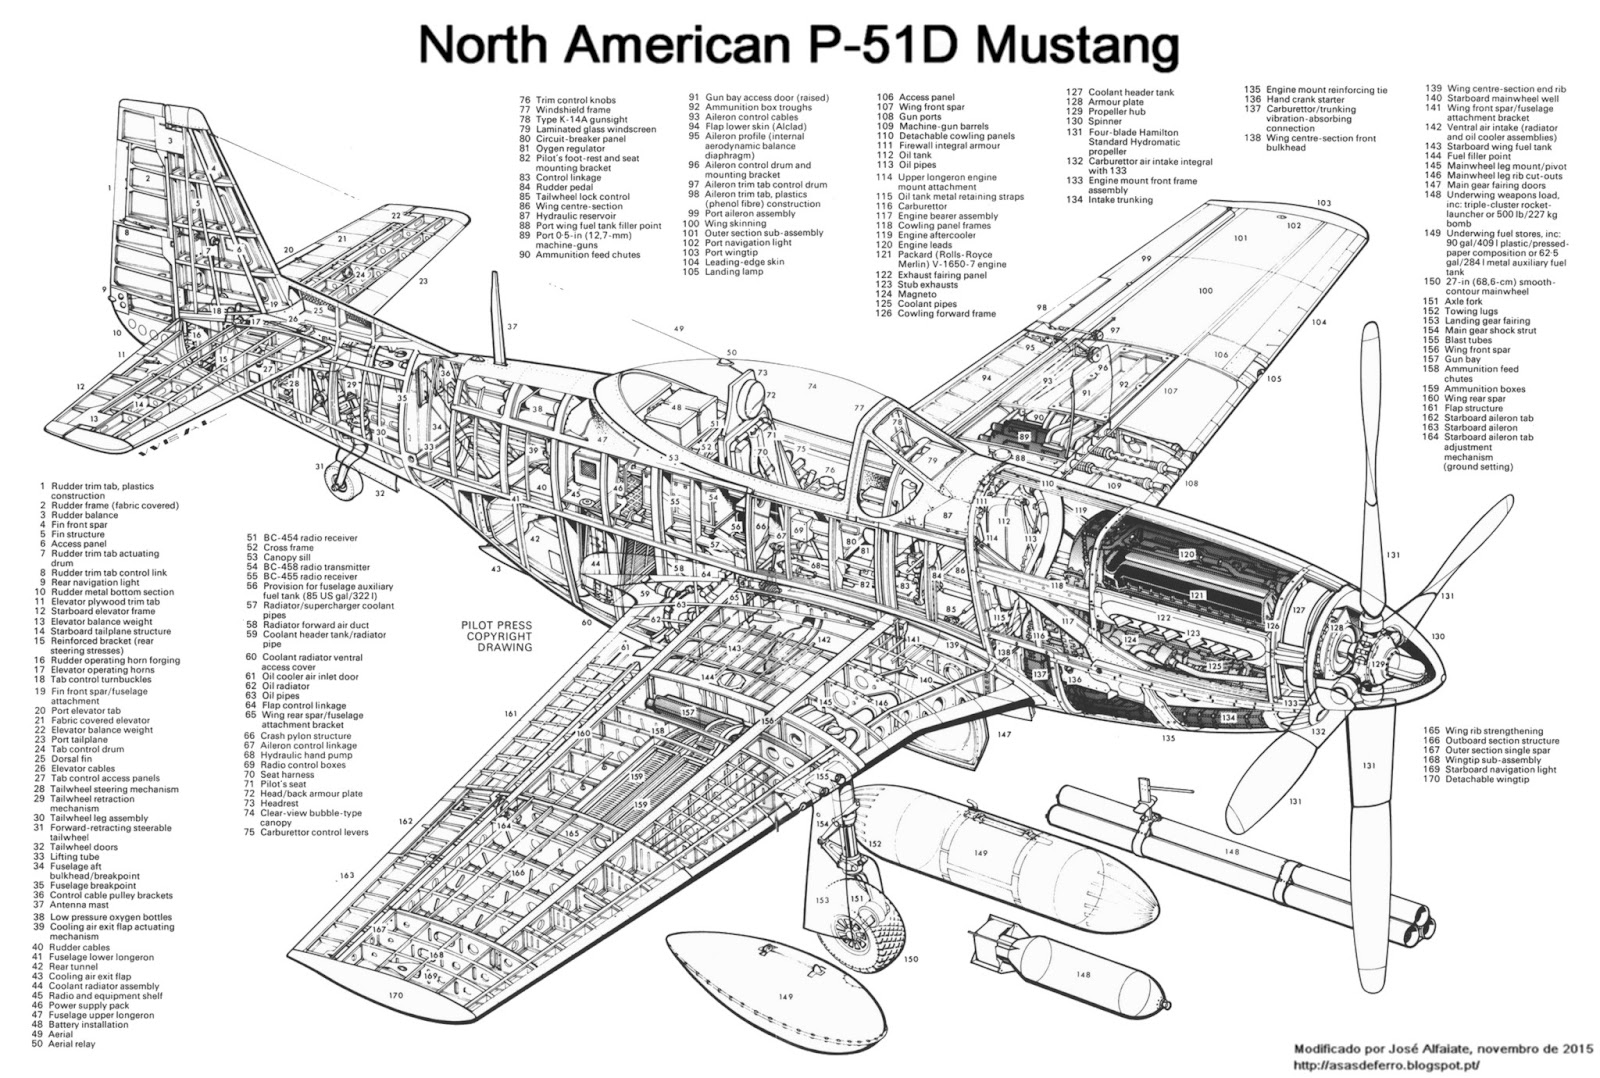 North American P-51D Mustang
76 Trim control knobs
77 Windshield frame
78 Type K-14A gunsight
79 Laminated glass windscreen
80 Circuit-breaker panel
81 Oygen regulator
82 Pilot's foot-rest and seat
mounting bracket
83 Control linkage
84 Rudder pedal
85 Tailwheel lock control
86 Wing centre-section
87 Hydraulic reservoir
88 Port wing fuel tank filler point
89 Port 0·5-in (12,7-mm)
machine-guns
90 Ammunition feed chutes
91 Gun bay access door (raised)
92 Ammunition box troughs
93 Aileron control cables
94 Flap lower skin (Alclad)
95 Aileron profile (internal
aerodynamic balance
diaphragm)
96 Aileron control drum and
mounting bracket
97 Aileron trim tab control drum
98 Aileron trim tab, plastics
(phenol fibre) construction
99 Port aileron assembly
100 Wing skinning
101 Outer section sub-assembly
102 Port navigation light
103 Port wingtip
104 Leading-edge skin
105 Landing lamp
106 Access panel
107 Wing front spar
108 Gun ports
109 Machine-gun barrels
110 Detachable cowling panels
111 Firewall integral armour
112 Oil tank
113 Oil pipes
114 Upper longeron engine
mount attachment
115 Oil tank metal retaining straps
116 Carburettor
117 Engine bearer assembly
118 Cowling panel frames
119 Engine aftercooler
120 Engine leads
121 Packard (Rolls-Royce
Merlin) V-1650-7 engine
122 Exhaust fairing panel
123 Stub exhausts
124 Magneto
125 Coolant pipes
126 Cowling forward frame
127 Coolant header tank
128 Armour plate
129 Propeller hub
130 Spinner
131 Four-blade Hamilton
Standard Hydromatic
propeller
132 Carburettor air intake integral
with 133
133 Engine mount front frame
assembly
134 Intake trunking
135 Engine mount reinforcing tie
136 Hand crank starter
137 Carburettor/trunking
vibration-absorbing
connection
138 Wing centre-section front
bulkhead
139 Wing centre-section end rib
140 Starboard mainwheel well
141 Wing front spar/fuselage
attachment bracket
142 Ventral air intake (radiator
and oil cooler assemblies)
143 Starboard wing fuel tank
144 Fuel filler point
145 Mainwheel leg mount/pivot
146 Mainwheel leg rib cut-outs
147 Main gear fairing doors
148 Underwing weapons load,
inc: triple-cluster rocket-
launcher or 500 lb/227 kg
bomb
149 Underwing fuel stores, inc:
90 gal/409 l plastic/pressed-
paper composition or 62·5
gal/284 l metal auxiliary fuel
tank
150 27-in (68,6-cm) smooth-
contour mainwheel
151 Axle fork
152 Towing lugs
153 Landing gear fairing
154 Main gear shock strut
155 Blast tubes
156 Wing front spar
157 Gun bay
158 Ammunition feed
chutes
159 Ammunition boxes
160 Wing rear spar
161 Flap structure
162 Starboard aileron tab
163 Starboard aileron
164 Starboard aileron tab
adjustment
mechanism
(ground setting)
1 Rudder trim tab, plastics
construction
2 Rudder frame (fabric covered)
3 Rudder balance
4 Fin front spar
5 Fin structure
6 Access panel
7 Rudder trim tab actuating
drum
8 Rudder trim tab control link
9 Rear navigation light
10 Rudder metal bottom section
11 Elevator plywood trim tab
12 Starboard elevator frame
13 Elevator balance weight
14 Starboard tailplane structure
15 Reinforced bracket (rear
steering stresses)
16 Rudder operating horn forging
17 Elevator operating horns
18 Tab control turnbuckles
19 Fin front spar/fuselage
attachment
20 Port elevator tab
21 Fabric covered elevator
22 Elevator balance weight
23 Port tailplane
24 Tab control drum
25 Dorsal fin
26 Elevator cables
27 Tab control access panels
28 Tailwheel steering mechanism
29 Tailwheel retraction
mechanism
30 Tailwheel leg assembly
31 Forward-retracting steerable
tailwheel
32 Tailwheel doors
33 Lifting tube
34 Fuselage aft
bulkhead/breakpoint
35 Fuselage breakpoint
36 Control cable pulley brackets
37 Antenna mast
38 Low pressure oxygen bottles
39 Cooling air exit flap actuating
mechanism
40 Rudder cables
41 Fuselage lower longeron
42 Rear tunnel
43 Cooling air exit flap
44 Coolant radiator assembly
45 Radio and equipment shelf
46 Power supply pack
47 Fuselage upper longeron
48 Battery installation
49 Aerial
50 Aerial relay
51 BC-454 radio receiver
52 Cross frame
53 Canopy sill
54 BC-458 radio transmitter
55 BC-455 radio receiver
56 Provision for fuselage auxiliary
fuel tank (85 US gal/322 l)
57 Radiator/supercharger coolant
pipes
58 Radiator forward air duct
59 Coolant header tank/radiator
pipe
60 Coolant radiator ventral
access cover
61 Oil cooler air inlet door
62 Oil radiator
63 Oil pipes
64 Flap control linkage
65 Wing rear spar/fuselage
attachment bracket
66 Crash pylon structure
67 Aileron control linkage
68 Hydraulic hand pump
69 Radio control boxes
70 Seat harness
71 Pilot's seat
72 Head/back armour plate
73 Headrest
74 Clear-view bubble-type
canopy
75 Carburettor control levers
PILOT PRESS
COPYRIGHT
DRAWING
165 Wing rib strengthening
166 Outboard section structure
167 Outer section single spar
168 Wingtip sub-assembly
169 Starboard navigation light
170 Detachable wingtip
Modificado por José Alfaiate, novembro de 2015
http://asasdeferro.blogspot.pt/